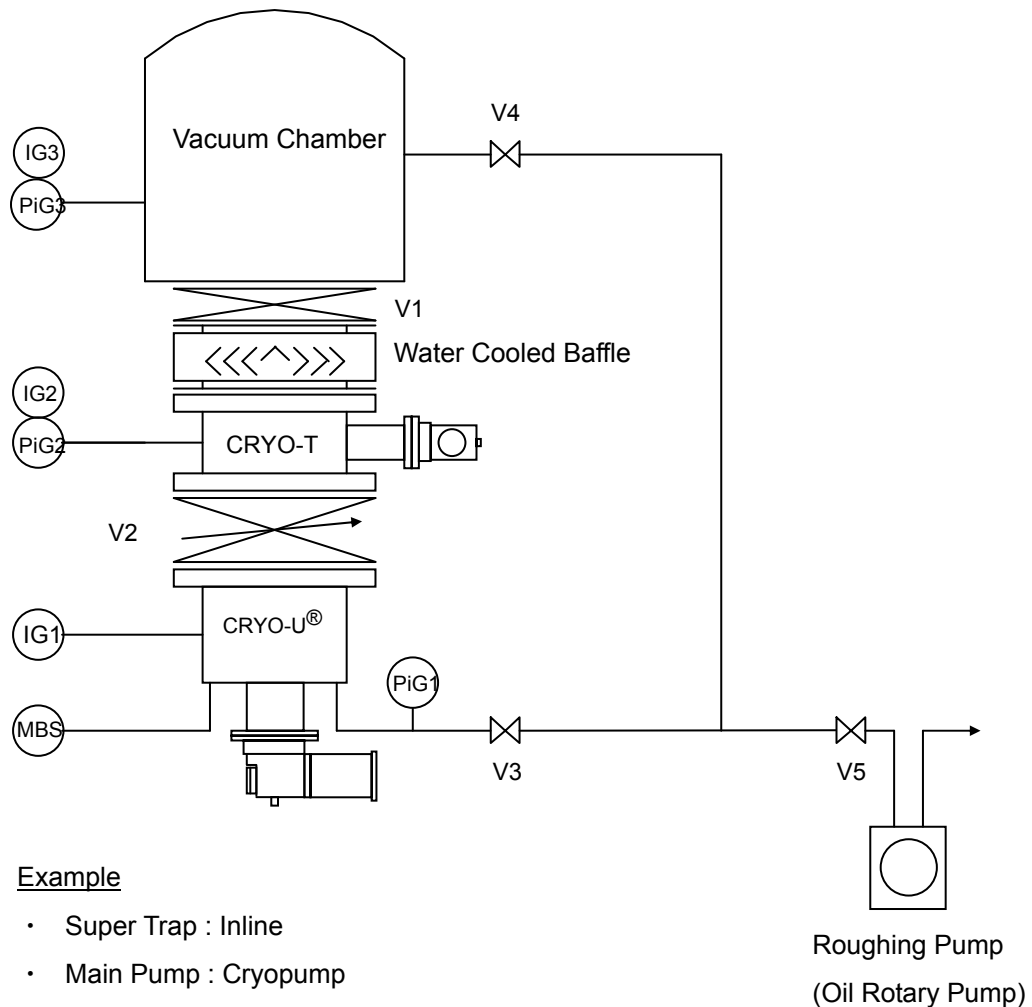 V4
Vacuum Chamber
IG3
PiG3
V1
Water Cooled Baffle
IG2
PiG2
CRYO-T
V2
CRYO-U®
IG1
PiG1
MBS
V3
V5
Example
・ Super Trap : Inline
・ Main Pump : Cryopump
Roughing Pump
(Oil Rotary Pump)